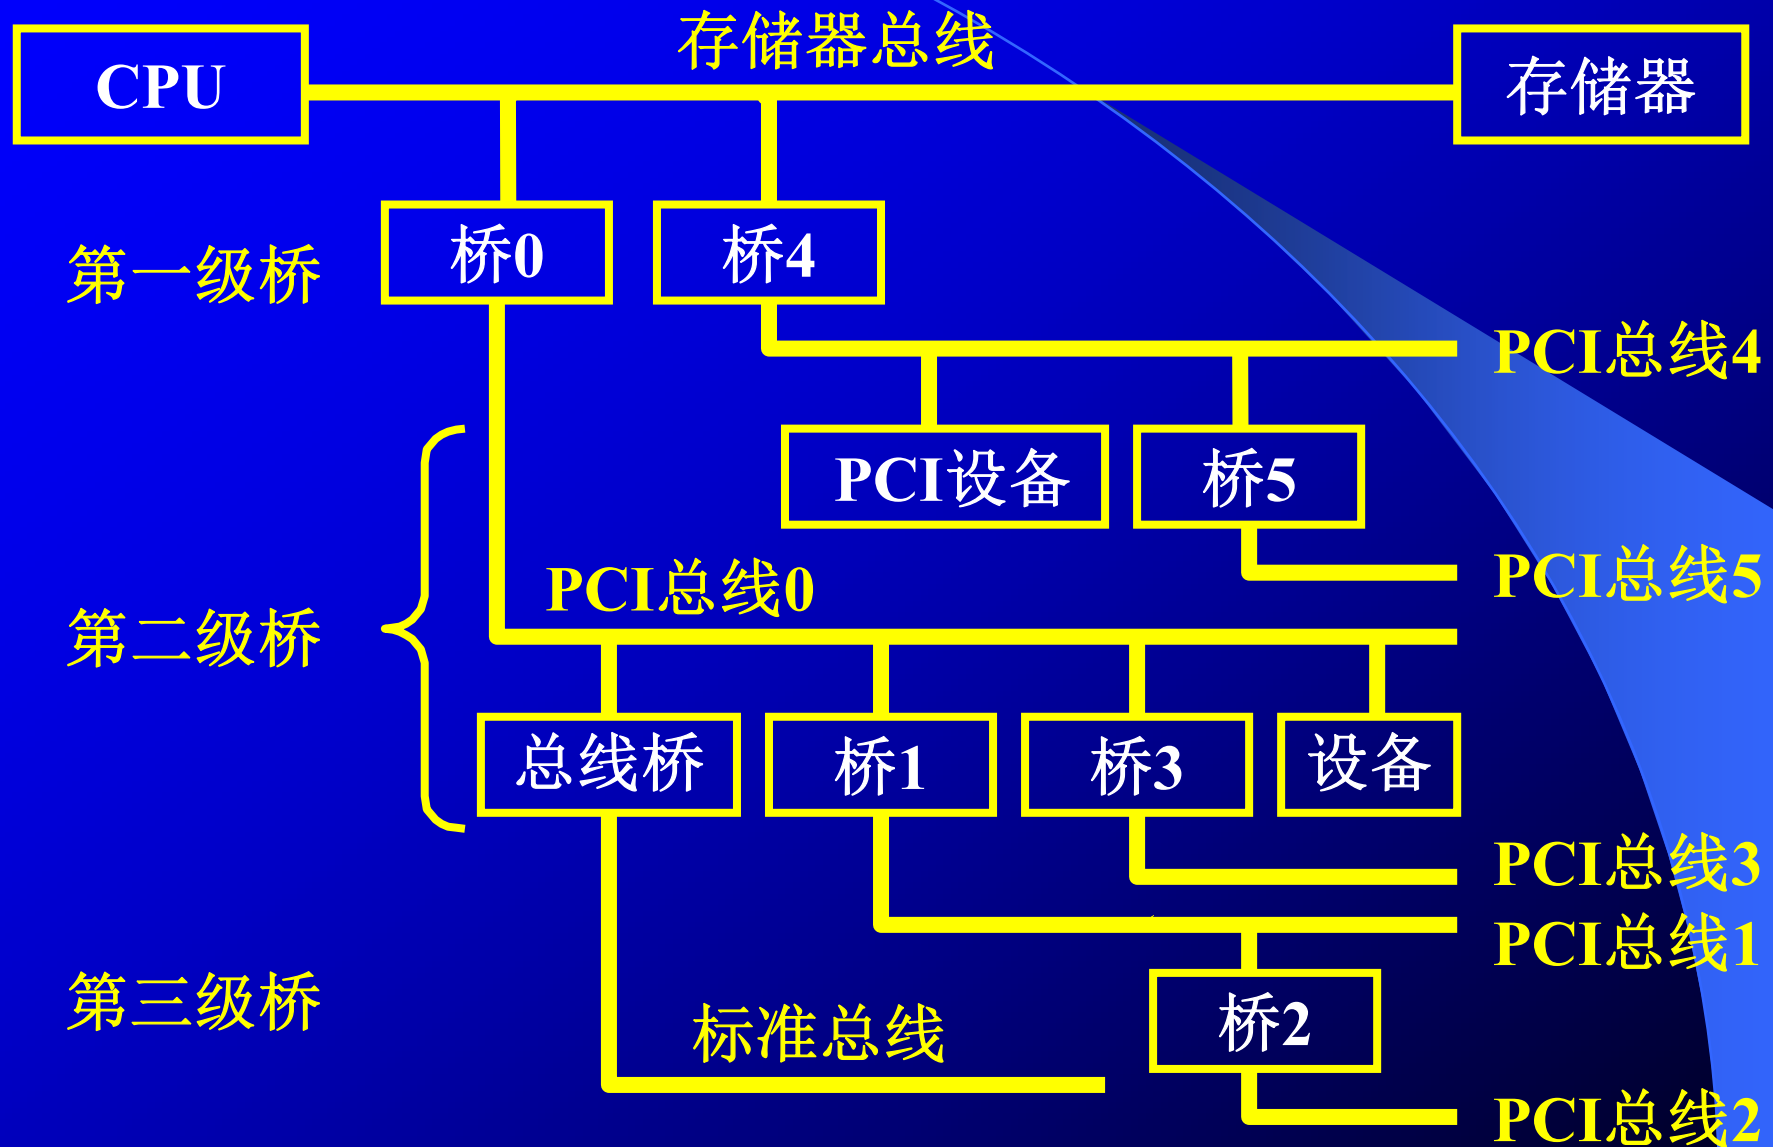 存储器总线
CPU
存储器
桥0
桥4
第一级桥
PCI总线4
PCI设备
桥5
PCI总线5
PCI总线0
第二级桥
总线桥
桥1
桥3
设备
PCI总线3
PCI总线1
第三级桥
标准总线
桥2
PCI总线2